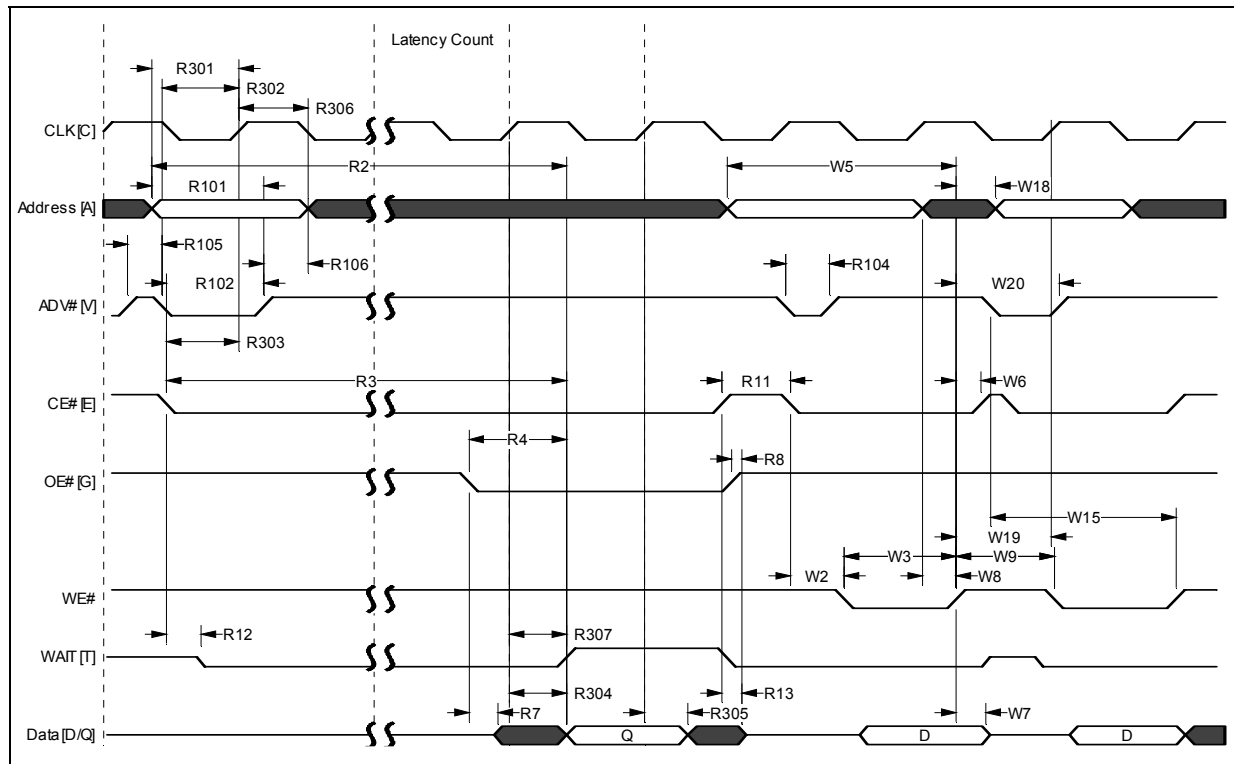 Latency Count
R301
R302
R306
CLK [C]
R2
W5
R101
W18
Address [A]
R105
R106
R104
R102
W20
ADV# [V]
R303
R3
R11
W6
CE# [E]
R4
R8
OE# [G]
W15
W19
W3
W9
W2
W8
WE#
R12
R307
WAIT [T]
R304
R13
R7
R305
W7
Data [D/Q]
Q
D
D